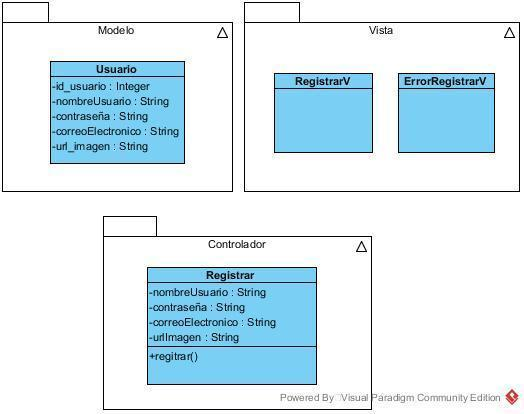 Modelo
Usuario
-id_usuario : Integer
-nombreUsuario : String
-contraseña : String
-correoElectronico : String
-url_imagen : String
Vista
RegistrarV
ErrorRegistrarV
Controlador
Registrar
-nombreUsuario : String
-contraseña : String
-correoElectronico : String
-urlImagen : String
+regitrar()
Powered By Visual Paradigm Community Edition